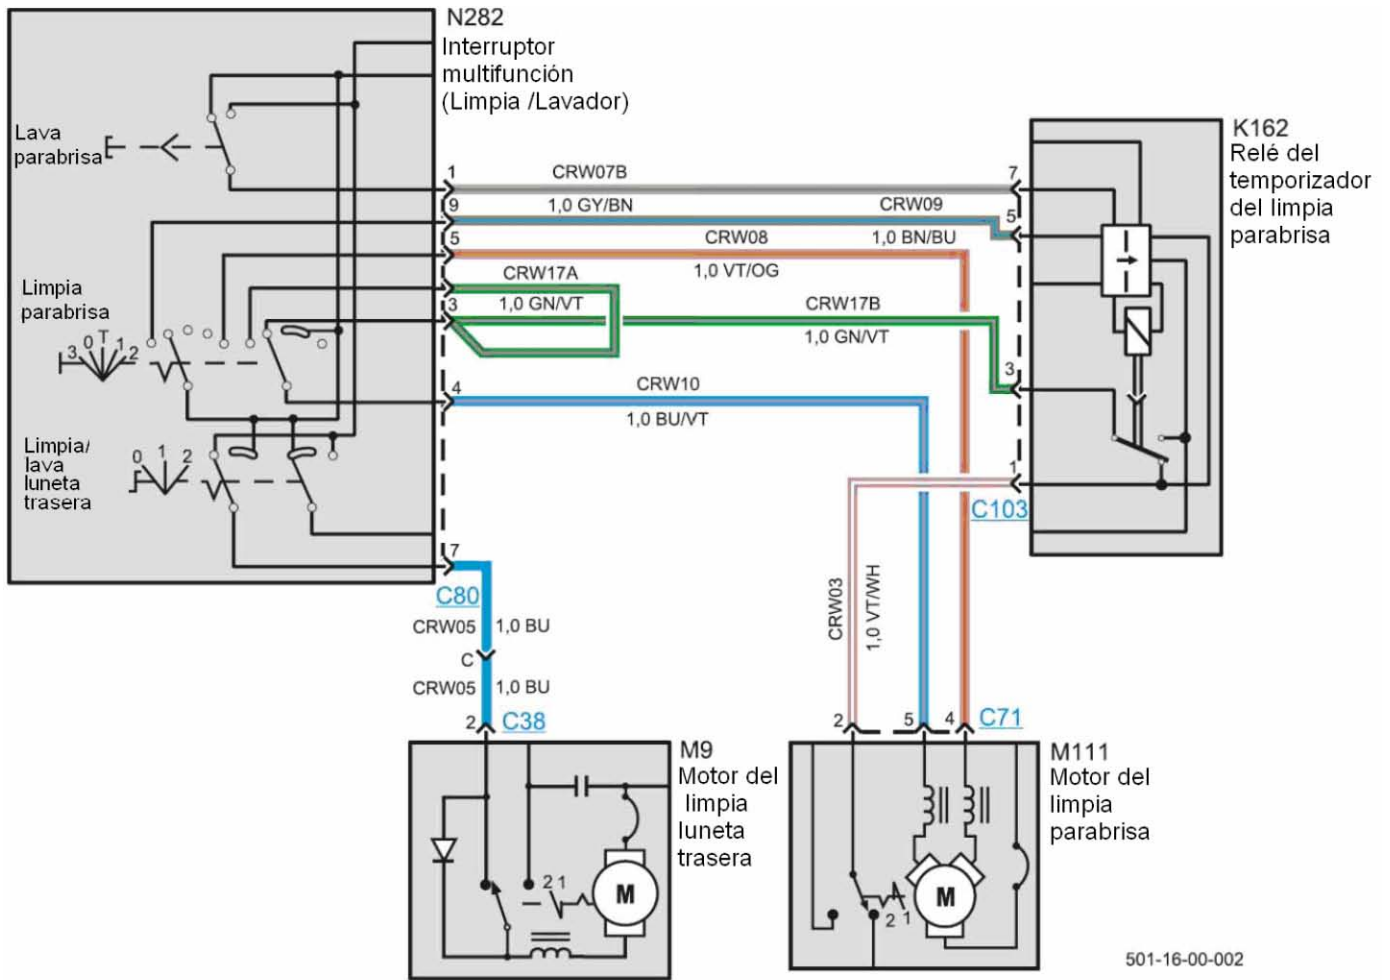 N282
Interruptor
multifunción
(Limpia /Lavador)
Lava
parabrisa
K162
Relé del
temporizador
del limpia
parabrisa
1
CRW07B
7
1,0 GY/BN
9
CRW09
5
1,0 BN/BU
5
CRW08
1,0 VT/OG
CRW17A
1,0 GN/VT
3
CRW17B
1,0 GN/VT
3
Limpia
parabrisa
3 0 T 1 2
4
CRW10
1,0 BU/VT
Limpia/
lava
luneta
trasera
0 1 2
1
C103
7
C80
CRW05 1,0 BU
C
CRW05 1,0 BU
2 C38
CRW03
1,0 VT/WH
2 5 4 C71
M9
Motor del
limpia
luneta
trasera
2 1
M
M111
Motor del
limpia
parabrisa
M
2 1
501-16-00-002